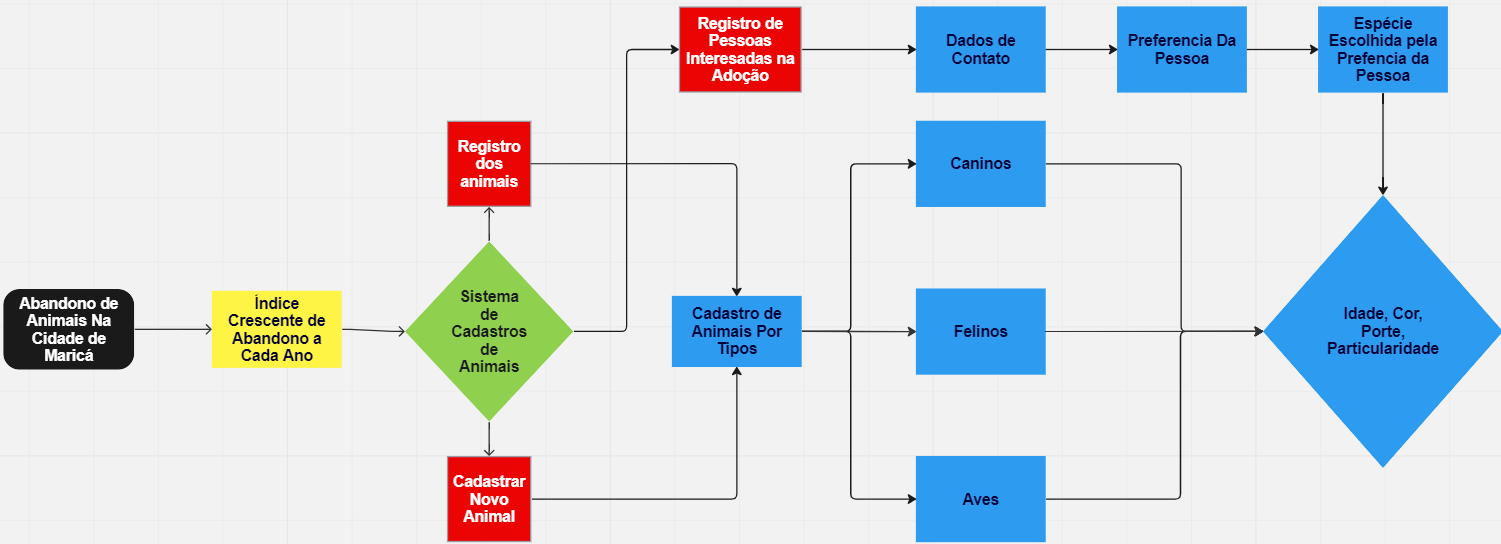 Registro de
Pessoas
Interesadas na
Adoção
Dados de
Contato
Preferencia Da
Pessoa
Espécie
Escolhida pela
Prefencia da
Pessoa
Registro
dos
animais
Caninos
Abandono de
Animais Na
Cidade de
Maricá
Índice
Crescente de
Abandono a
Cada Ano
Sistema
de
Cadastros
de
Animais
Cadastro de
Animais Por
Tipos
Felinos
Idade, Cor,
Porte,
Particularidade
Cadastrar
Novo
Animal
Aves